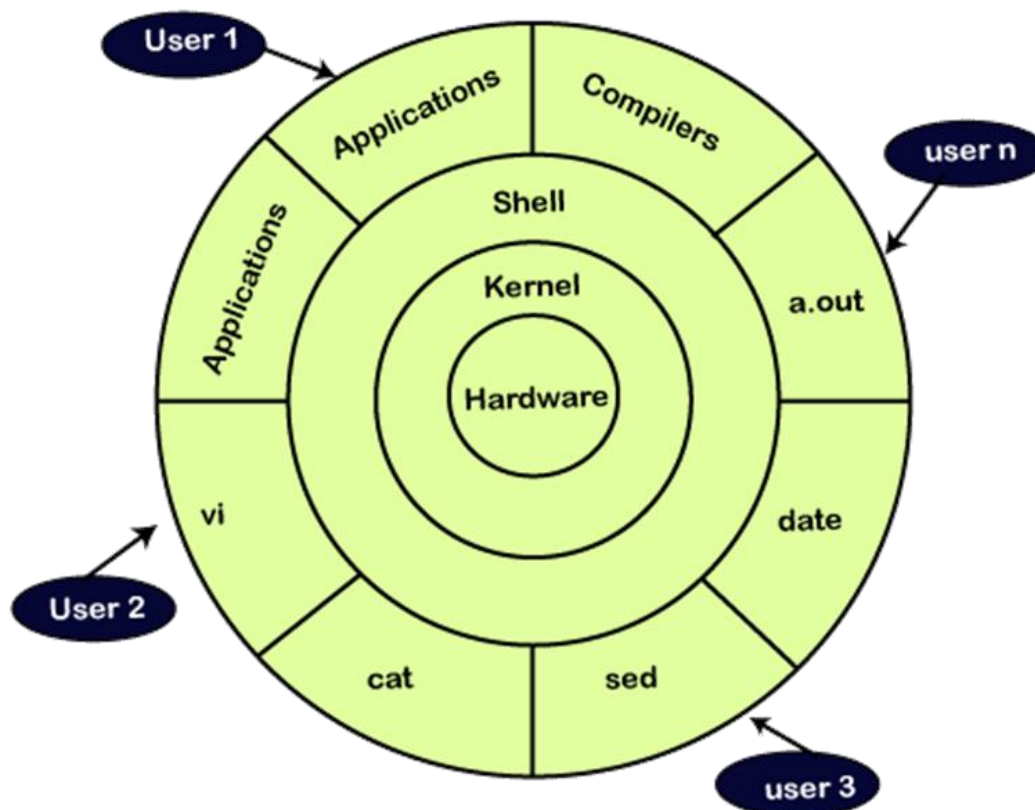 User 1
Applications
Compilers
user n
Shell
Applications
Kernel
a.out
Hardware
vi
date
User 2
cat
sed
user 3